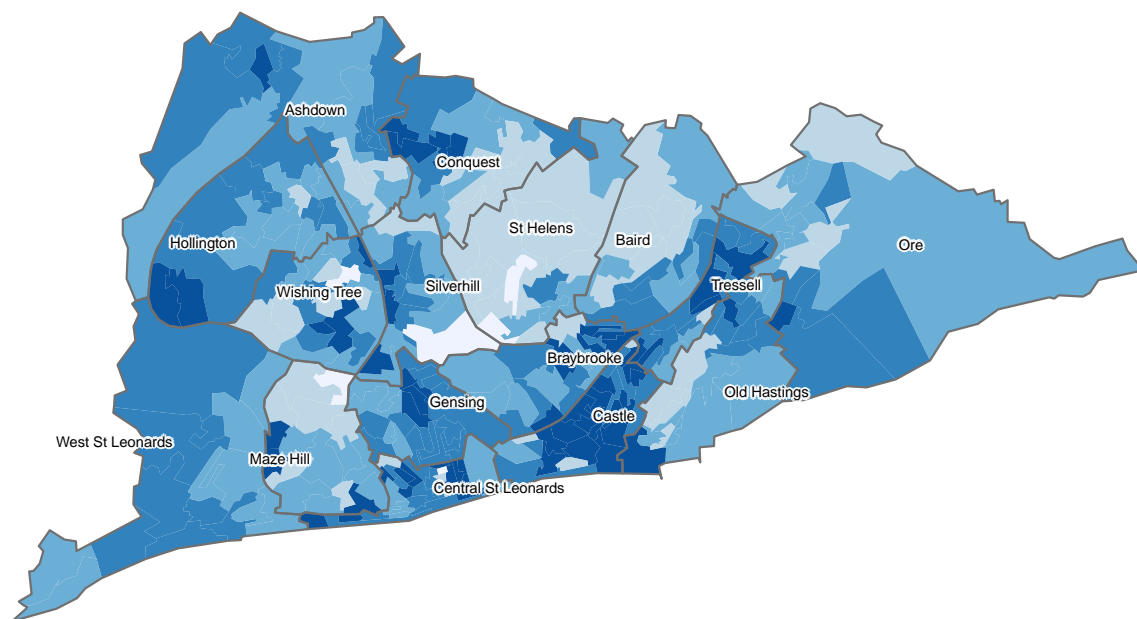 Ashdown
Conquest
St Helens
Baird
Ore
Hollington
Wishing Tree
Silverhill
Tressell
Braybrooke
Old Hastings
Gensing
Castle
West St Leonards
Maze Hill
Central St Leonards